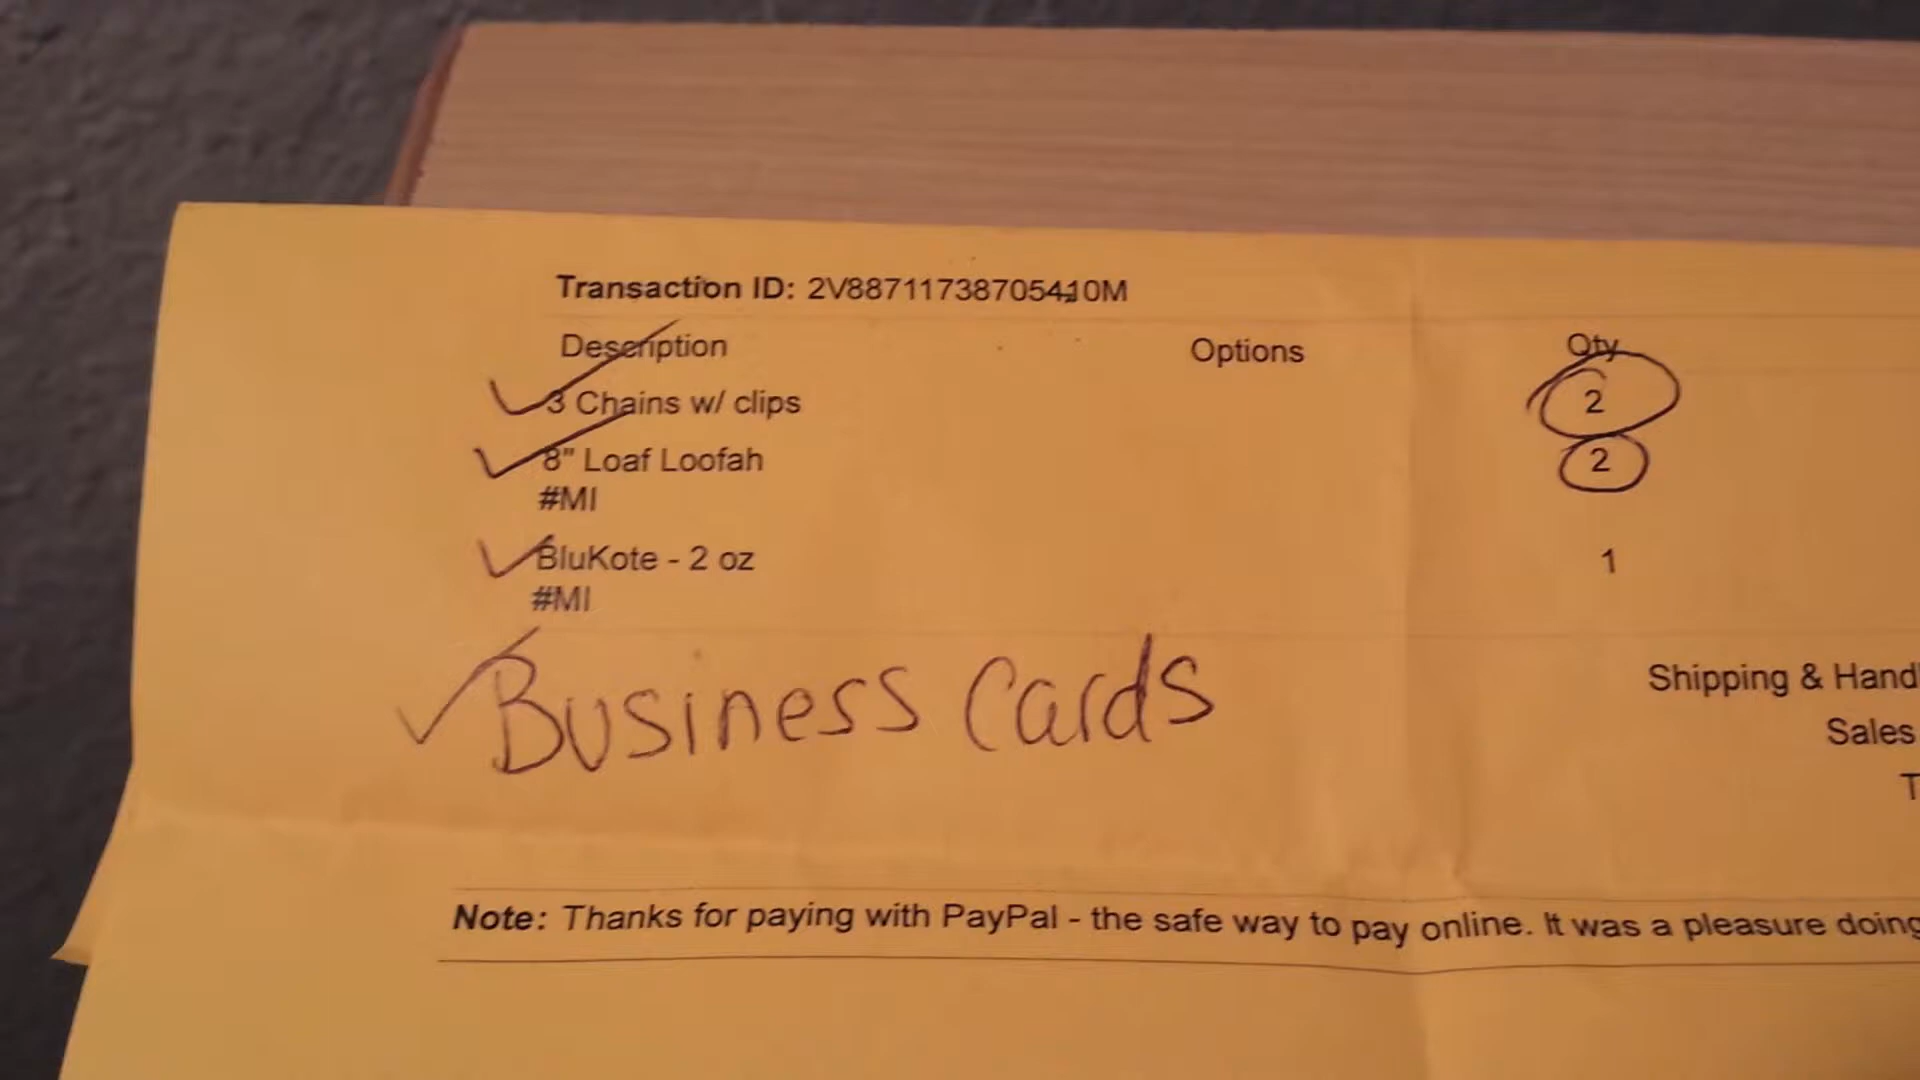 Transaction ID: 2V88711738705410M
Description Options Qty
3 Chains w/ clips 2
8" Loaf Loofah 2
#MI
BluKote - 2 oz 1
#MI
Business Cards
Shipping & Hand
Sales
T
Note: Thanks for paying with PayPal - the safe way to pay online. It was a pleasure doing